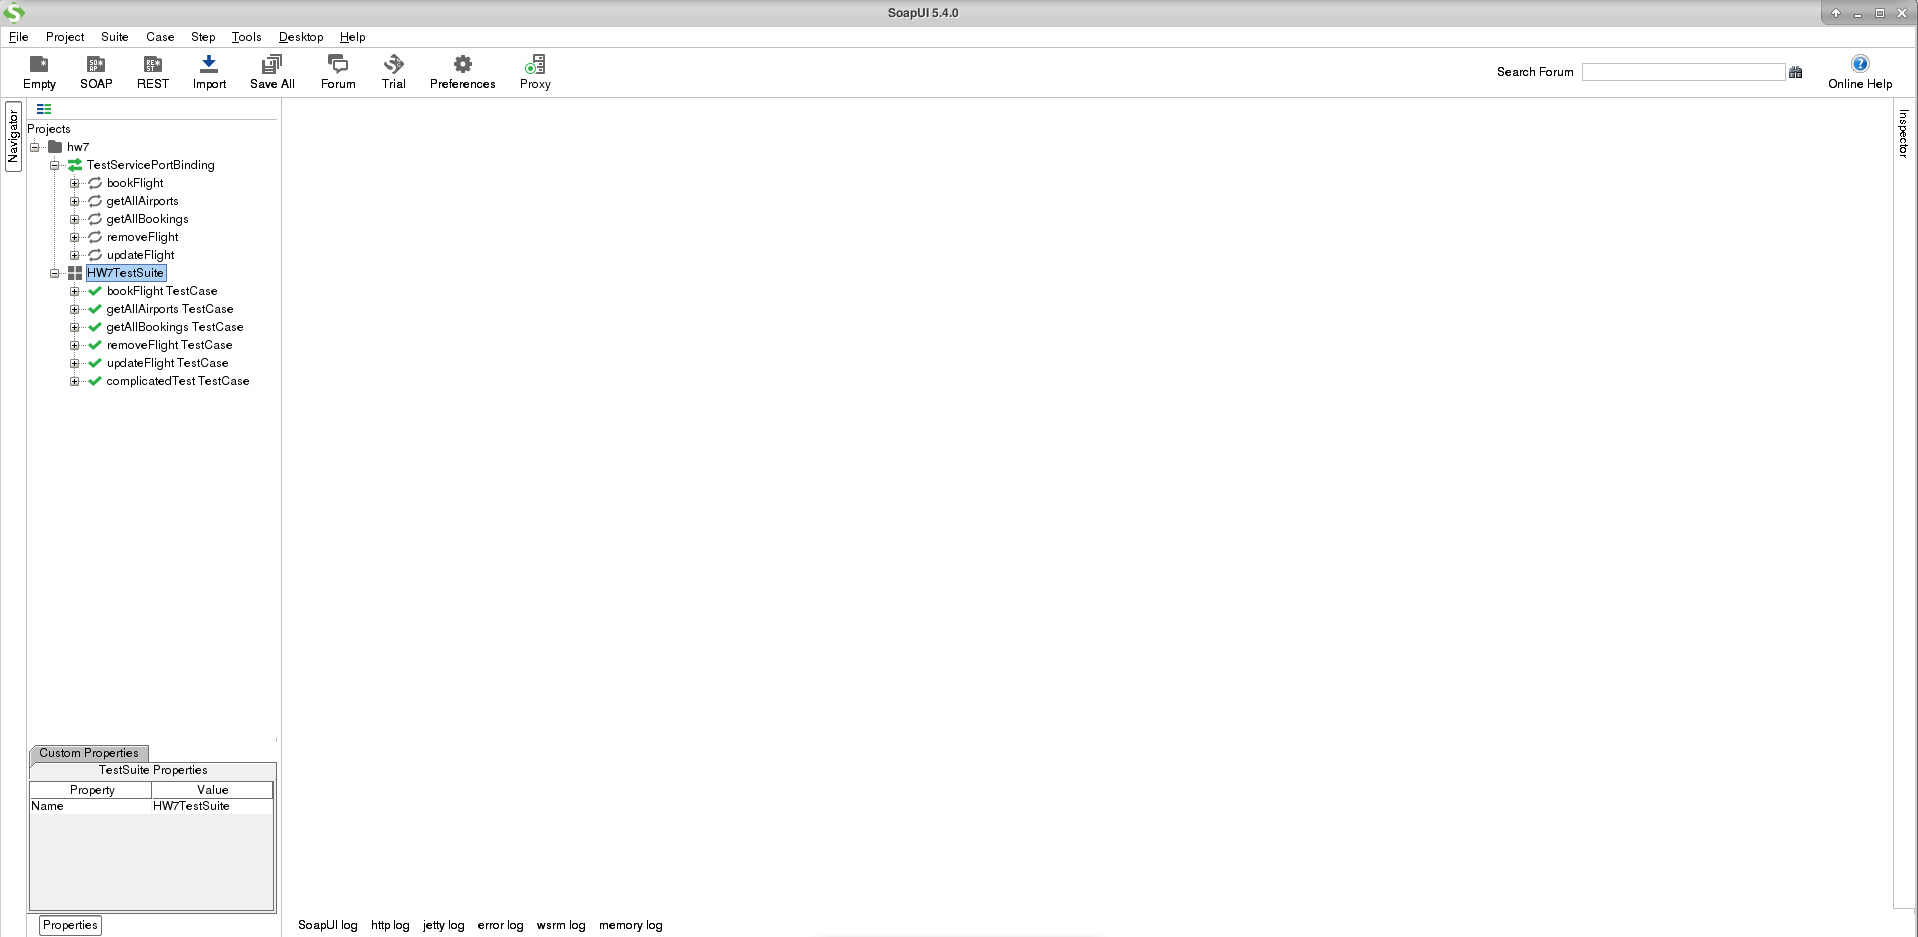 SoapUI 5.4.0
File Project Suite Case Step Tools Desktop Help
Empty SOAP REST Import Save All Forum Trial Preferences Proxy Search Forum Online Help
Navigator
Inspector
Projects
hw7
TestServicePortBinding
bookFlight
getAllAirports
getAllBookings
removeFlight
updateFlight
HW7TestSuite
bookFlight TestCase
getAllAirports TestCase
getAllBookings TestCase
removeFlight TestCase
updateFlight TestCase
complicatedTest TestCase
Custom Properties
TestSuite Properties
Property Value
Name HW7TestSuite
Properties
SoapUI log http log jetty log error log wsrm log memory log